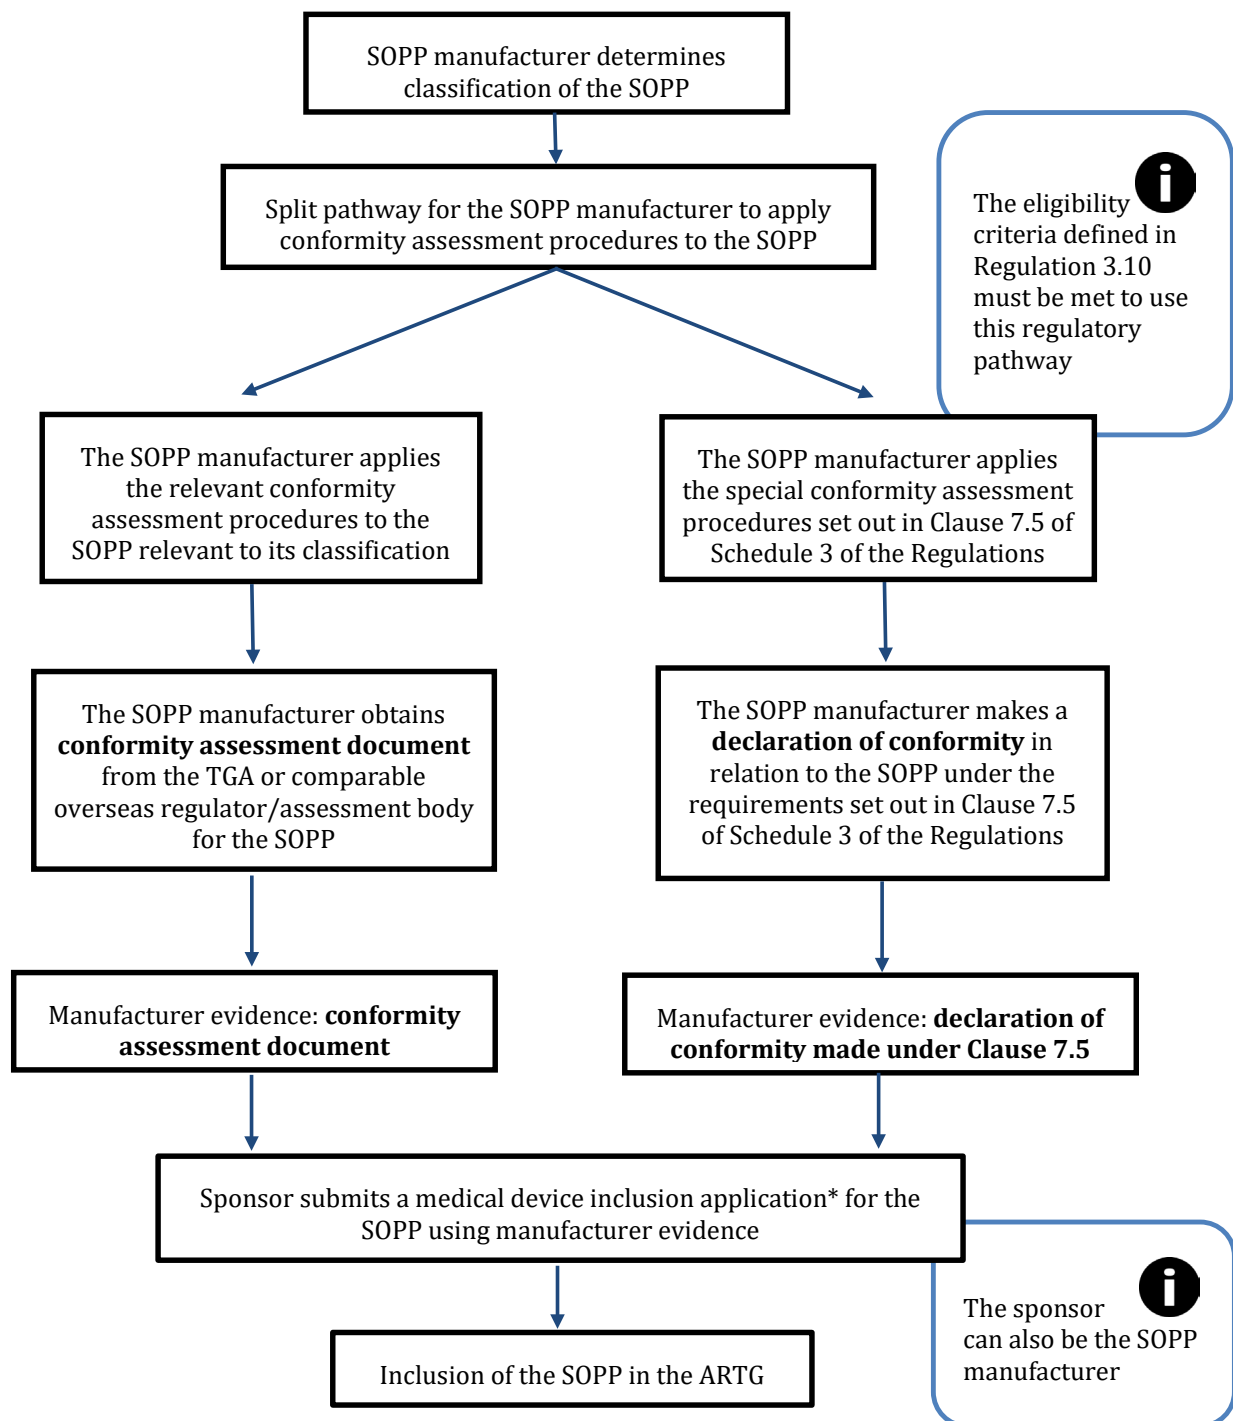 SOPP manufacturer determines
classification of the SOPP
Split pathway for the SOPP manufacturer to apply
conformity assessment procedures to the SOPP
i
The eligibility
criteria defined in
Regulation 3.10
must be met to use
this regulatory
pathway
The SOPP manufacturer applies
the relevant conformity
assessment procedures to the
SOPP relevant to its classification
The SOPP manufacturer applies
the special conformity assessment
procedures set out in Clause 7.5 of
Schedule 3 of the Regulations
The SOPP manufacturer obtains
conformity assessment document
from the TGA or comparable
overseas regulator/assessment body
for the SOPP
The SOPP manufacturer makes a
declaration of conformity in
relation to the SOPP under the
requirements set out in Clause 7.5
of Schedule 3 of the Regulations
Manufacturer evidence: conformity
assessment document
Manufacturer evidence: declaration of
conformity made under Clause 7.5
Sponsor submits a medical device inclusion application* for the
SOPP using manufacturer evidence
i
The sponsor
can also be the SOPP
manufacturer
Inclusion of the SOPP in the ARTG